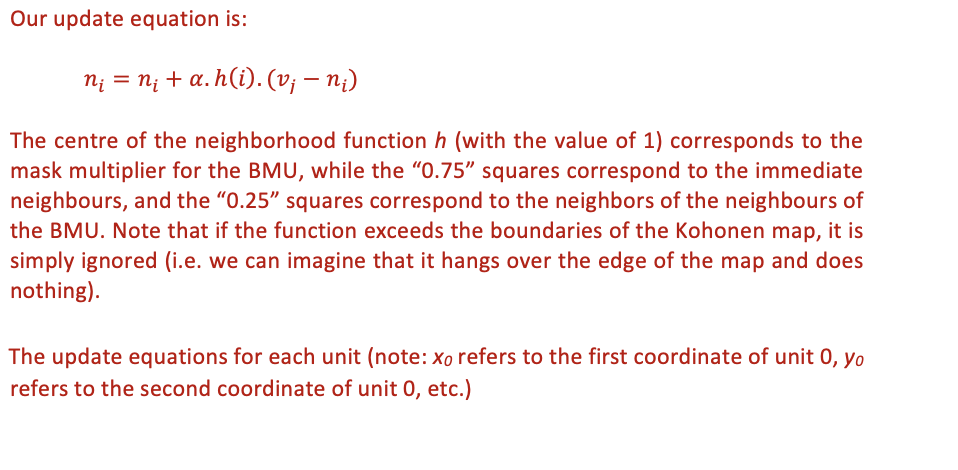 Our update equation is:
nᵢ = nᵢ + α. h(i). (vⱼ − nᵢ)
The centre of the neighborhood function h (with the value of 1) corresponds to the
mask multiplier for the BMU, while the “0.75” squares correspond to the immediate
neighbours, and the “0.25” squares correspond to the neighbors of the neighbours of
the BMU. Note that if the function exceeds the boundaries of the Kohonen map, it is
simply ignored (i.e. we can imagine that it hangs over the edge of the map and does
nothing).
The update equations for each unit (note: x₀ refers to the first coordinate of unit 0, y₀
refers to the second coordinate of unit 0, etc.)